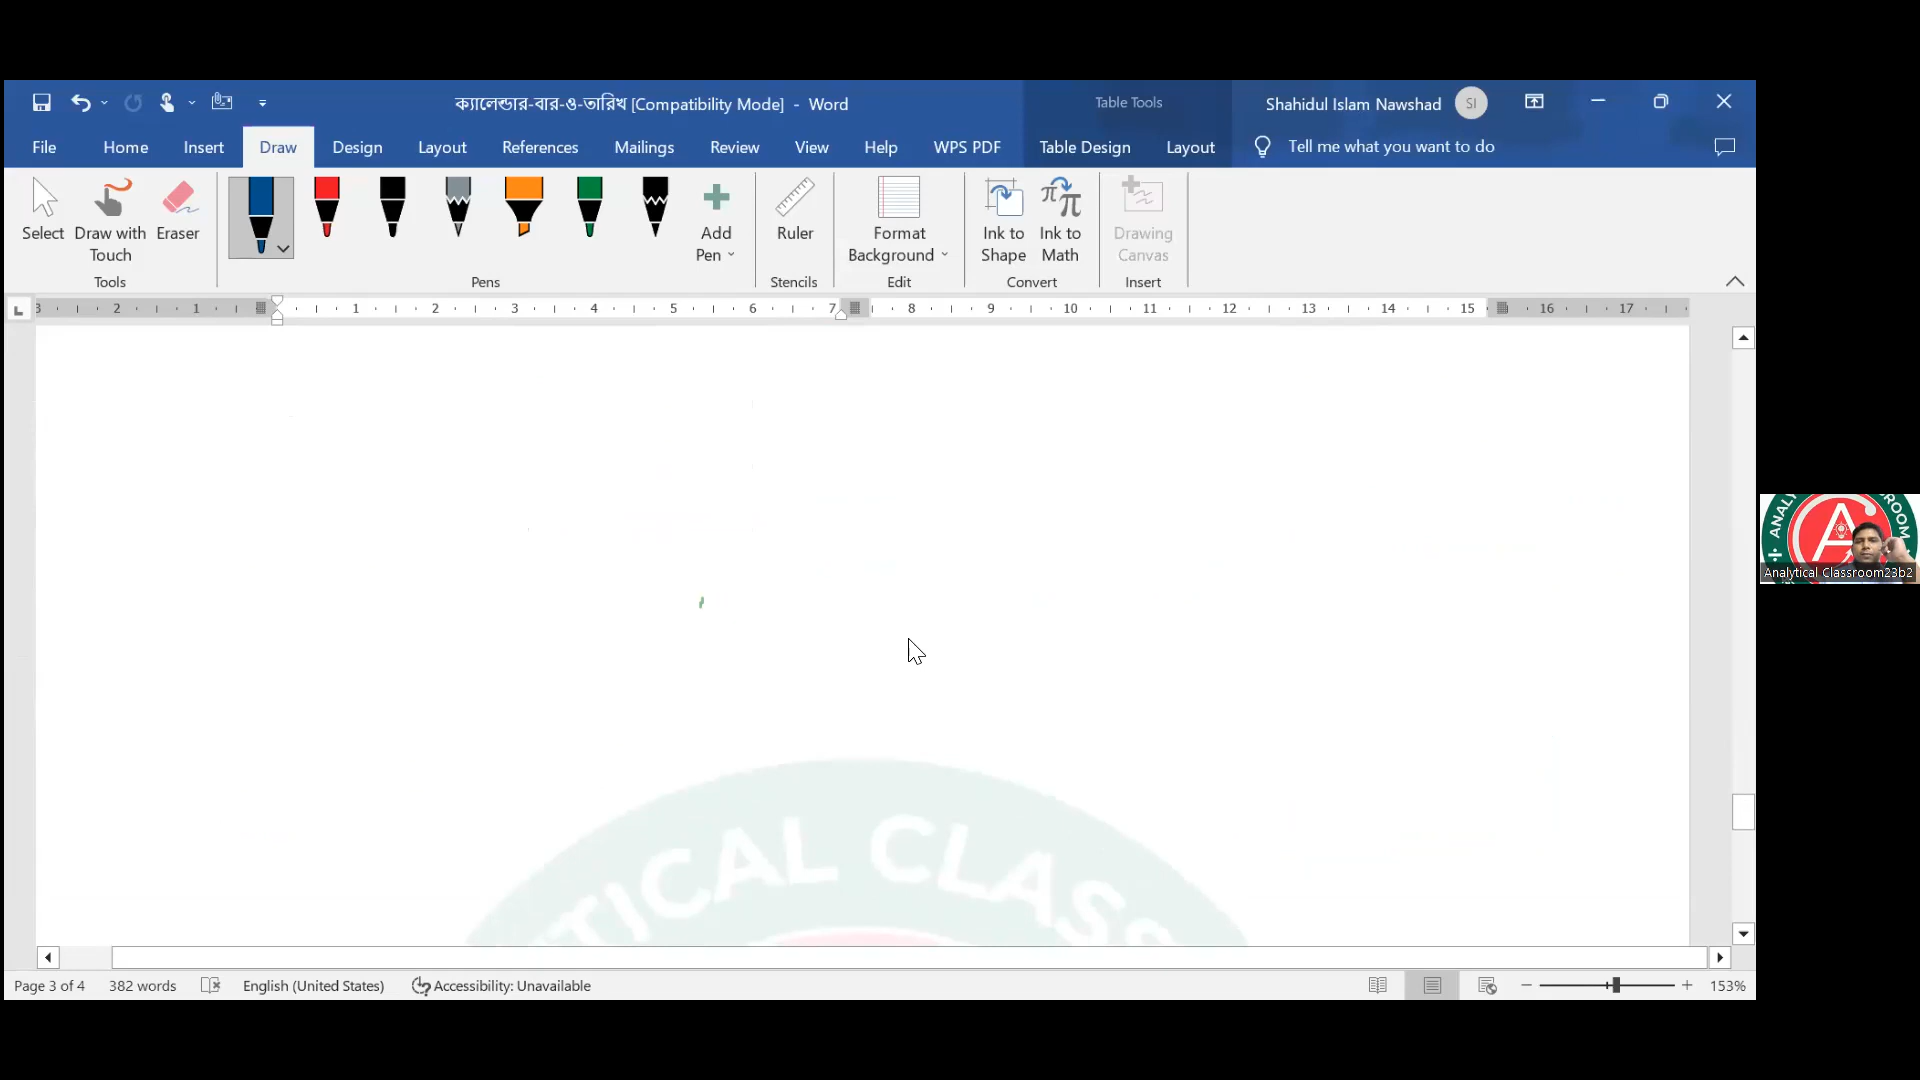 ক্যালেন্ডার-বার-ও-তারিখ [Compatibility Mode] - Word
Table Tools
Shahidul Islam Nawshad
SI
File Home Insert Draw Design Layout References Mailings Review View Help WPS PDF Table Design Layout Tell me what you want to do
Select
Draw with Touch
Eraser
Tools
Add Pen
Pens
Ruler
Stencils
Format Background
Edit
Ink to Shape
Ink to Math
Convert
Drawing Canvas
Insert
3 2 1 1 2 3 4 5 6 7 8 9 10 11 12 13 14 15 16 17
TICAL CLASS
ANALY
ROOM
A
Analytical Classroom23b2
Page 3 of 4 382 words English (United States) Accessibility: Unavailable 153%